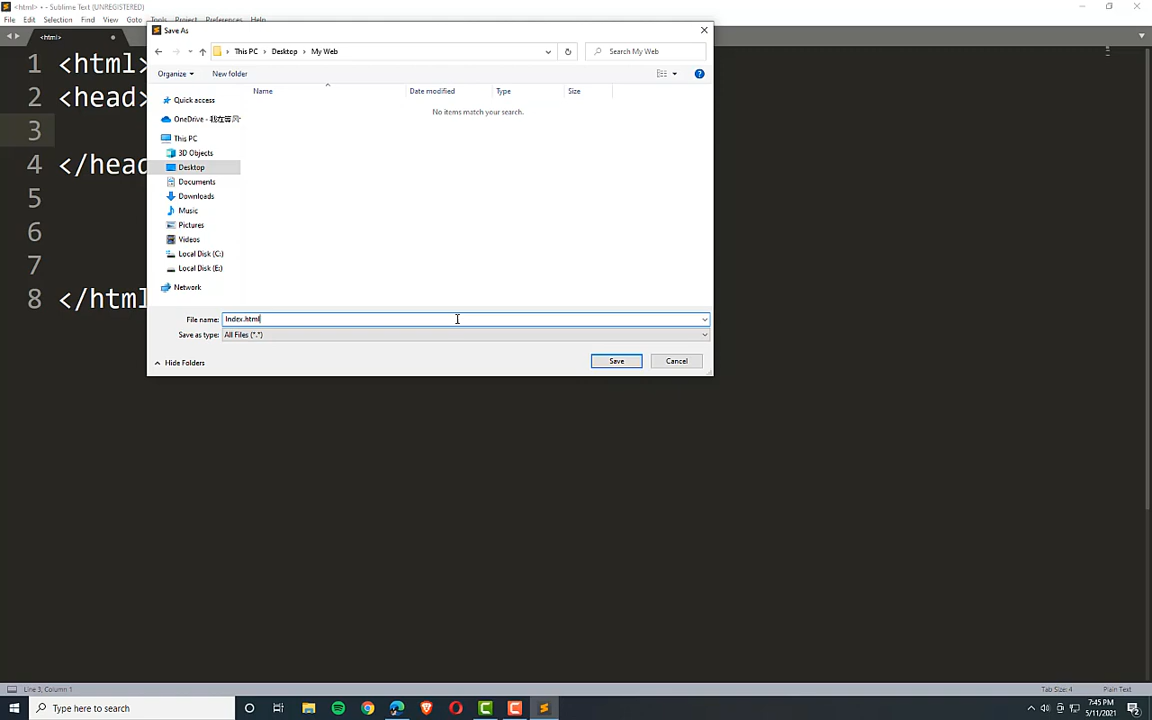 <html> • - Sublime Text (UNREGISTERED)
File Edit Selection Find View Goto Tools Project Preferences Help
<html>
Save As
This PC Desktop My Web
Search My Web
Organize New folder
Name Date modified Type Size
No items match your search.
Quick access
This PC
3D Objects
Desktop
Documents
Downloads
Music
Pictures
Videos
Local Disk (C:)
Local Disk (E:)
Network
File name: Index.html
Save as type: All Files (*.*)
Hide Folders
Save Cancel
1 <html>
2 <head>
3
4 </head
5
6
7
8 </html
Line 3, Column 1
Tab Size: 4 Plain Text
Type here to search
7:45 PM
5/11/2021
2